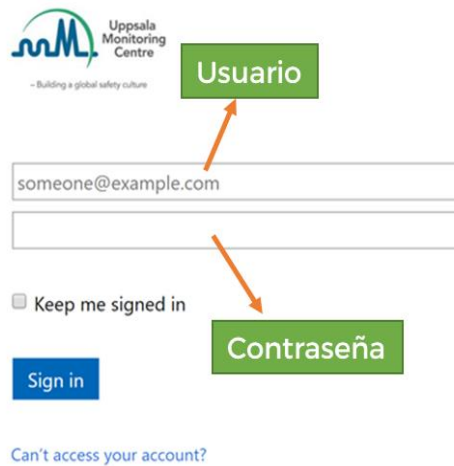 Uppsala
Monitoring
Centre
– Building a global safety culture
Usuario
someone@example.com
Keep me signed in
Contraseña
Sign in
Can't access your account?